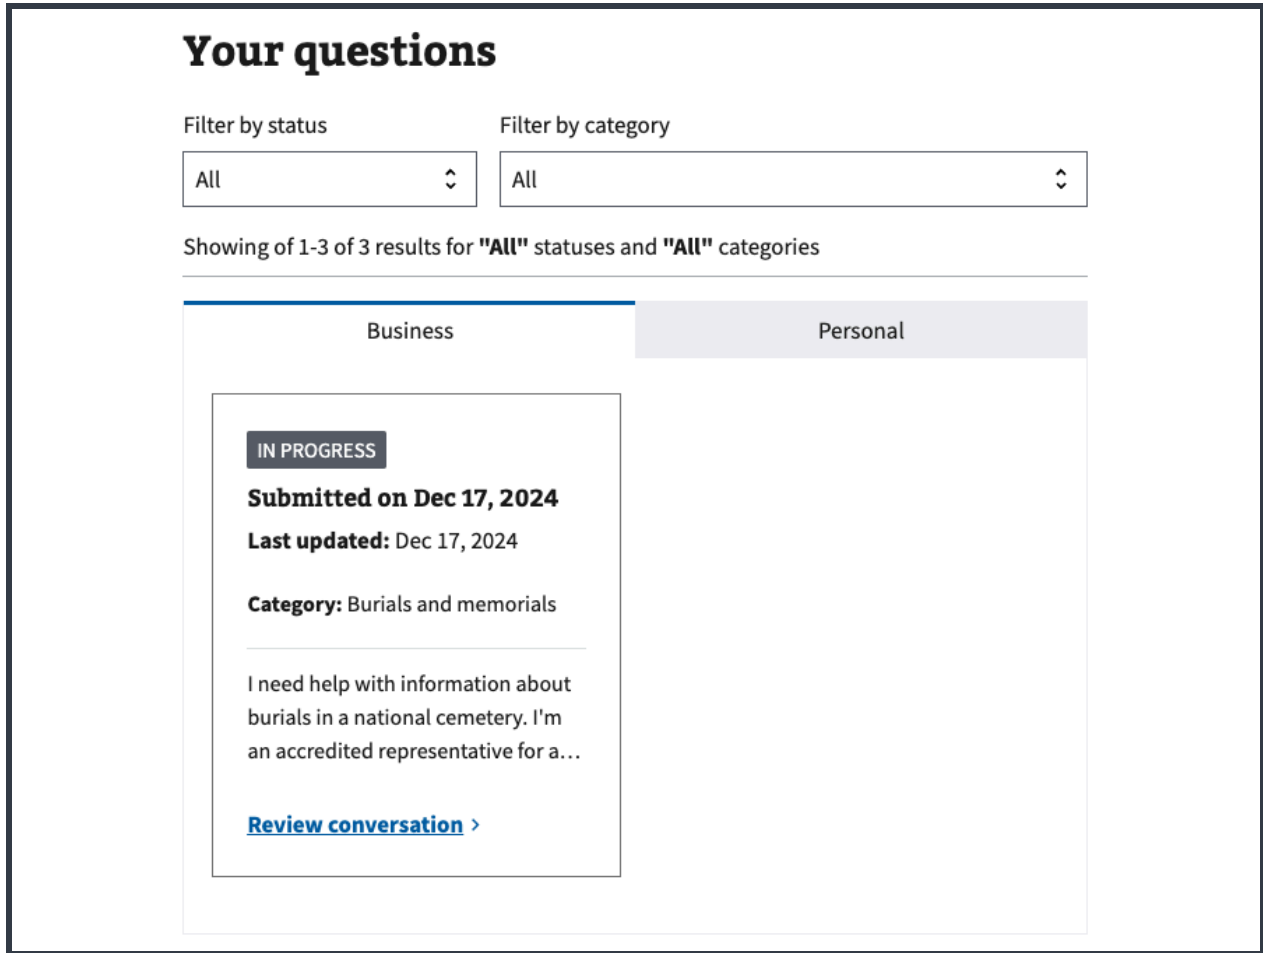 Your questions
Filter by status
Filter by category
All
All
Showing of 1-3 of 3 results for "All" statuses and "All" categories
Business
Personal
IN PROGRESS
Submitted on Dec 17, 2024
Last updated: Dec 17, 2024
Category: Burials and memorials
I need help with information about
burials in a national cemetery. I'm
an accredited representative for a...
Review conversation